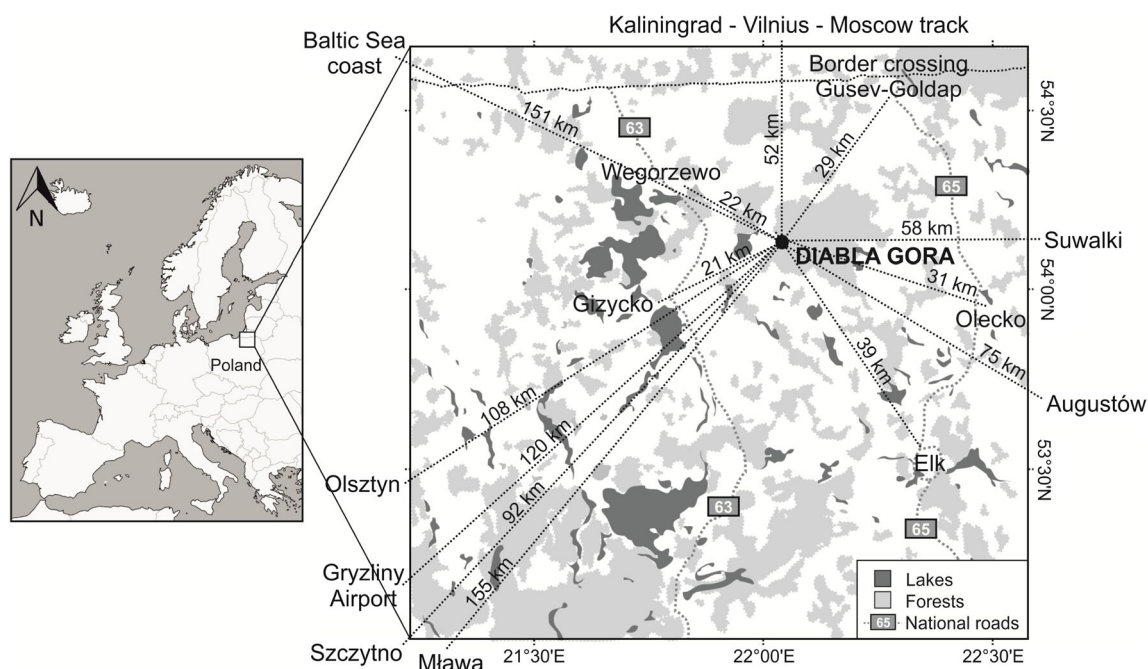 Kaliningrad - Vilnius - Moscow track
Baltic Sea
coast
Border crossing
Gusev-Goldap
54°30'N
151 km
63
52 km
29 km
65
Wegorzewo
22 km
58 km
Suwalki
N
DIABLA GORA
21 km
31 km
54°00'N
Gizycko
Olecko
39 km
75 km
Poland
Augustów
108 km
120 km
Elk
53°30'N
Olsztyn
92 km
63
65
155 km
Gryzliny
Airport
Lakes
Forests
65 National roads
Szczytno
Mława
21°30'E
22°00'E
22°30'E